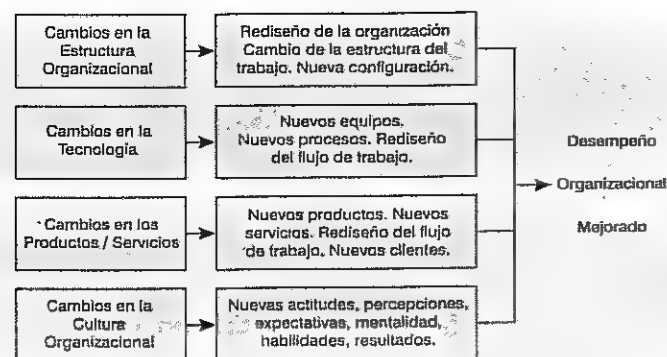 Cambios en la
Estructura
Organizacional
Rediseño de la organización
Cambio de la estructura del
trabajo. Nueva configuración.
Cambios en la
Tecnología
Nuevos equipos.
Nuevos procesos. Rediseño
del flujo de trabajo.
Cambios en los
Productos / Servicios
Nuevos productos. Nuevos
servicios. Rediseño del flujo
de trabajo. Nuevos clientes.
Cambios en la
Cultura
Organizacional
Nuevas actitudes, percepciones,
expectativas, mentalidad,
habilidades, resultados.
Desempeño
Organizacional
Mejorado